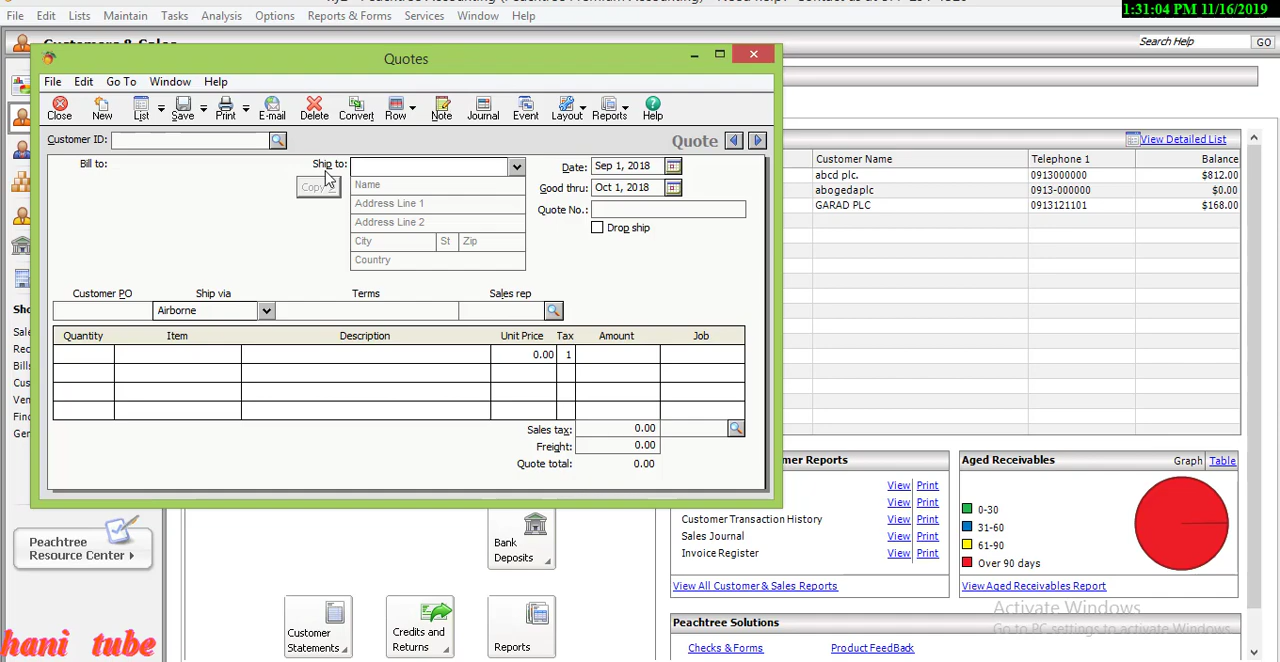 1:31:04 PM 11/16/2019
File Edit Lists Maintain Tasks Analysis Options Reports & Forms Services Window Help
Search Help GO
Quotes
File Edit Go To Window Help
Close New List Save Print E-mail Delete Convert Row Note Journal Event Layout Reports Help
Customer ID: Quote
Bill to: Ship to:
Copy
Name
Address Line 1
Address Line 2
City St Zip
Country
Date: Sep 1, 2018
Good thru: Oct 1, 2018
Quote No.:
Drop ship
Customer PO Ship via Terms Sales rep
Airborne
Quantity Item Description Unit Price Tax Amount Job
0.00 1
Sales tax: 0.00
Freight: 0.00
Quote total: 0.00
View Detailed List
Customer Name Telephone 1 Balance
abcd plc. 0913000000 $812.00
abogedaplc 0913-000000 $0.00
GARAD PLC 0913121101 $168.00
Sho
Sale
Rec
Bills
Cus
Ven
Find
Gen
Peachtree
Resource Center
Bank
Deposits
Customer
Statements
Credits and
Returns
Reports
mer Reports
View Print
View Print
Customer Transaction History View Print
Sales Journal View Print
Invoice Register View Print
View All Customer & Sales Reports
Aged Receivables Graph Table
0-30
31-60
61-90
Over 90 days
View Aged Receivables Report
Peachtree Solutions
Checks & Forms Product FeedBack
Activate Windows
Go to PC settings to activate Windows.
hani tube